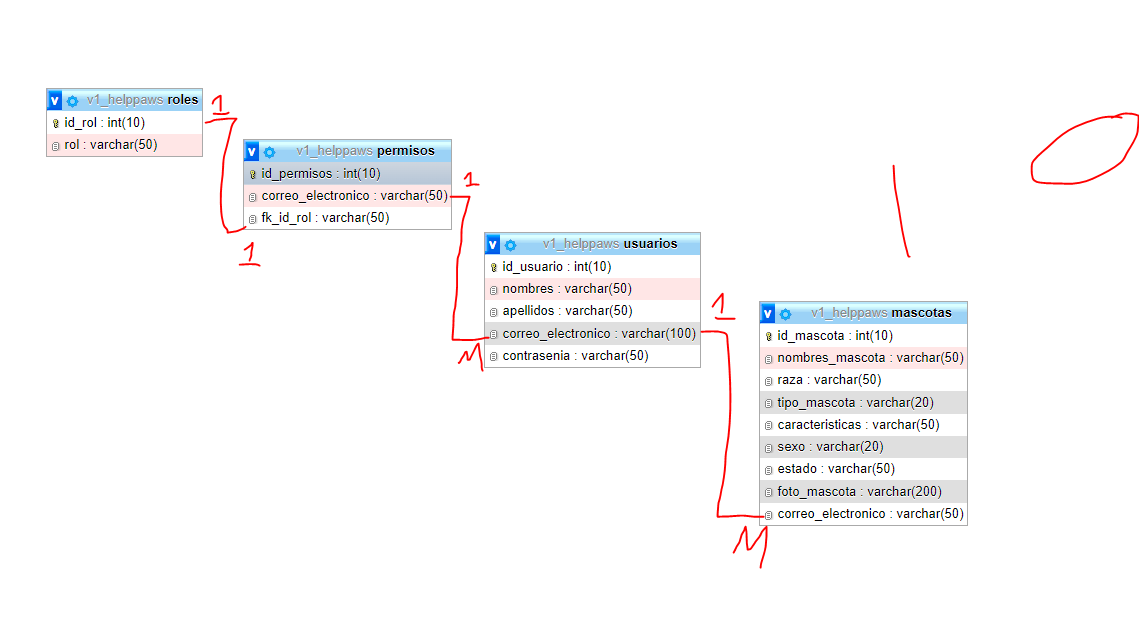 v1_helppaws roles
id_rol : int(10)
rol : varchar(50)
1
1
v1_helppaws permisos
id_permisos : int(10)
correo_electronico : varchar(50)
fk_id_rol : varchar(50)
1
M
v1_helppaws usuarios
id_usuario : int(10)
nombres : varchar(50)
apellidos : varchar(50)
correo_electronico : varchar(100)
contrasenia : varchar(50)
1
M
v1_helppaws mascotas
id_mascota : int(10)
nombres_mascota : varchar(50)
raza : varchar(50)
tipo_mascota : varchar(20)
caracteristicas : varchar(50)
sexo : varchar(20)
estado : varchar(50)
foto_mascota : varchar(200)
correo_electronico : varchar(50)